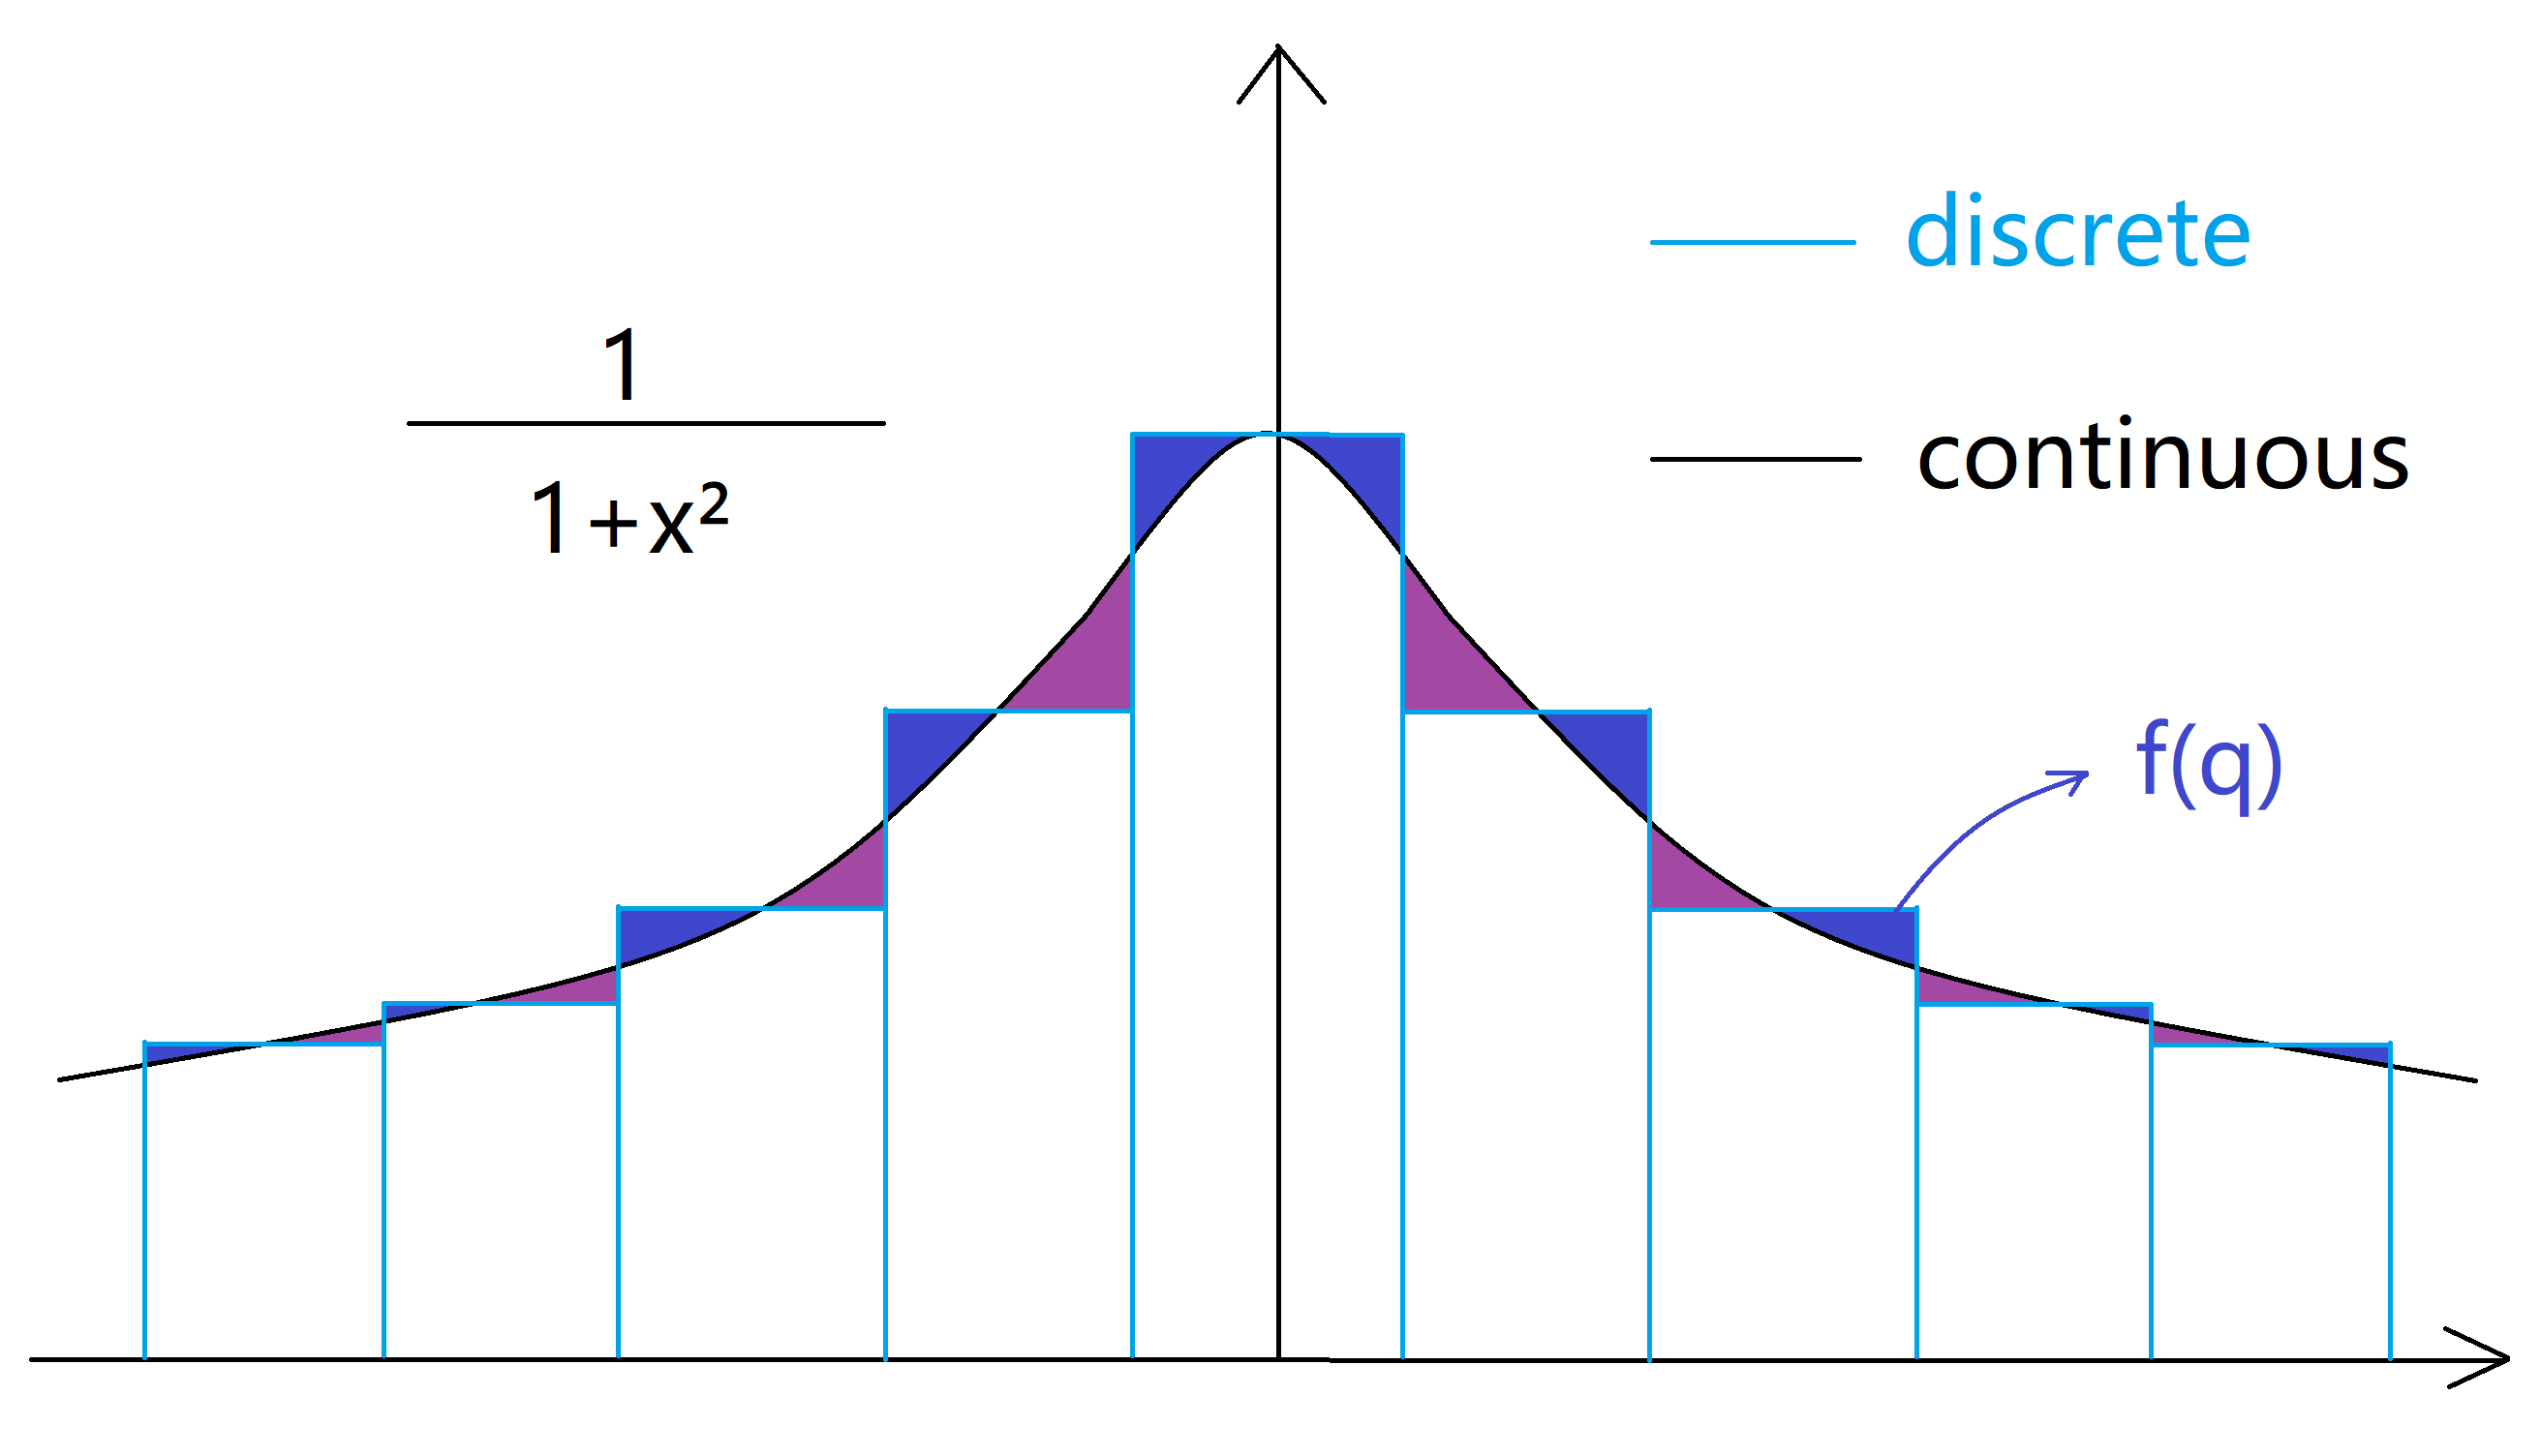 discrete
1
1+x²
continuous
f(q)